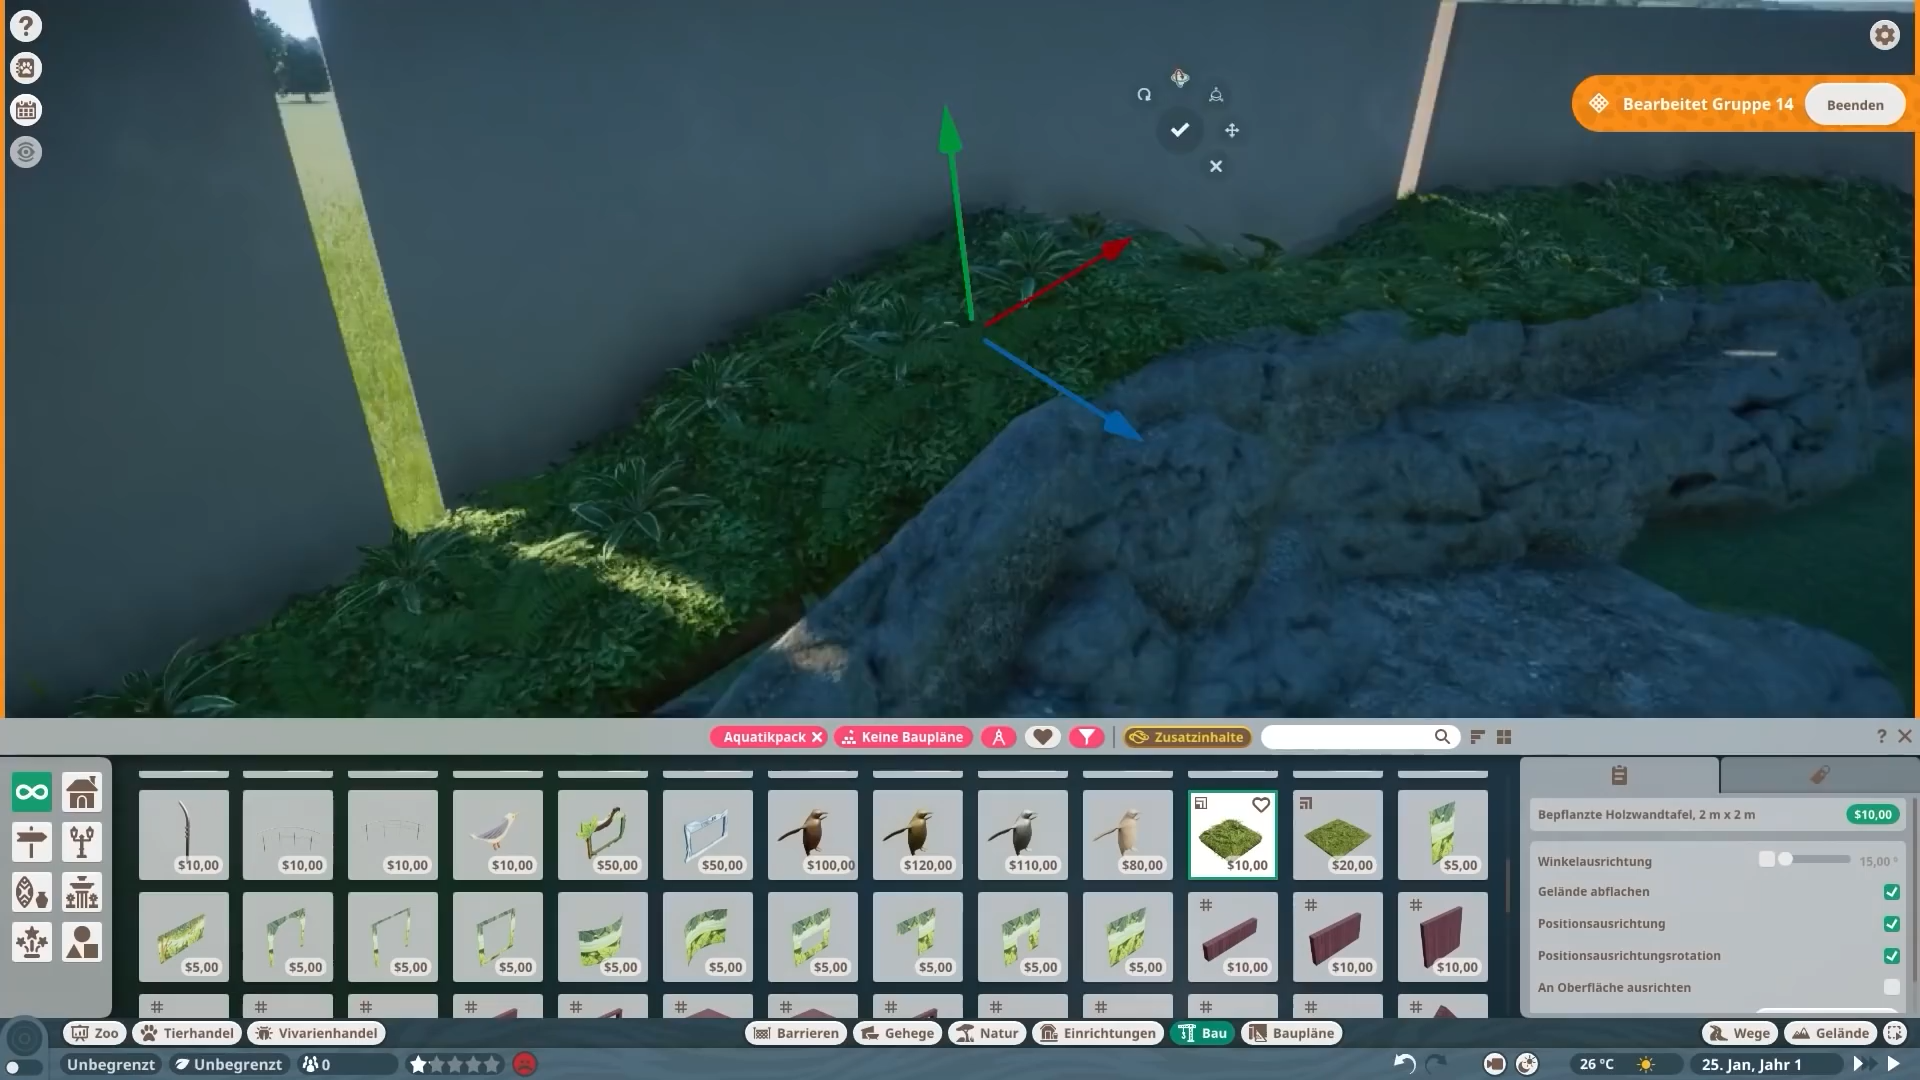 Bearbeitet Gruppe 14
Beenden
Aquatikpack
Keine Baupläne
Zusatzinhalte
$10,00 $10,00 $10,00 $10,00 $50,00 $50,00 $100,00 $120,00 $110,00 $80,00 $10,00 $20,00 $5,00
$5,00 $5,00 $5,00 $5,00 $5,00 $5,00 $5,00 $5,00 $5,00 $5,00 $10,00 $10,00 $10,00
Bepflanzte Holzwandtafel, 2 m x 2 m $10,00
Winkelausrichtung 15,00 °
Gelände abflachen
Positionsausrichtung
Positionsausrichtungsrotation
An Oberfläche ausrichten
Zoo Tierhandel Vivarienhandel Barrieren Gehege Natur Einrichtungen Bau Baupläne Wege Gelände
Unbegrenzt Unbegrenzt 0 26 °C 25. Jan, Jahr 1